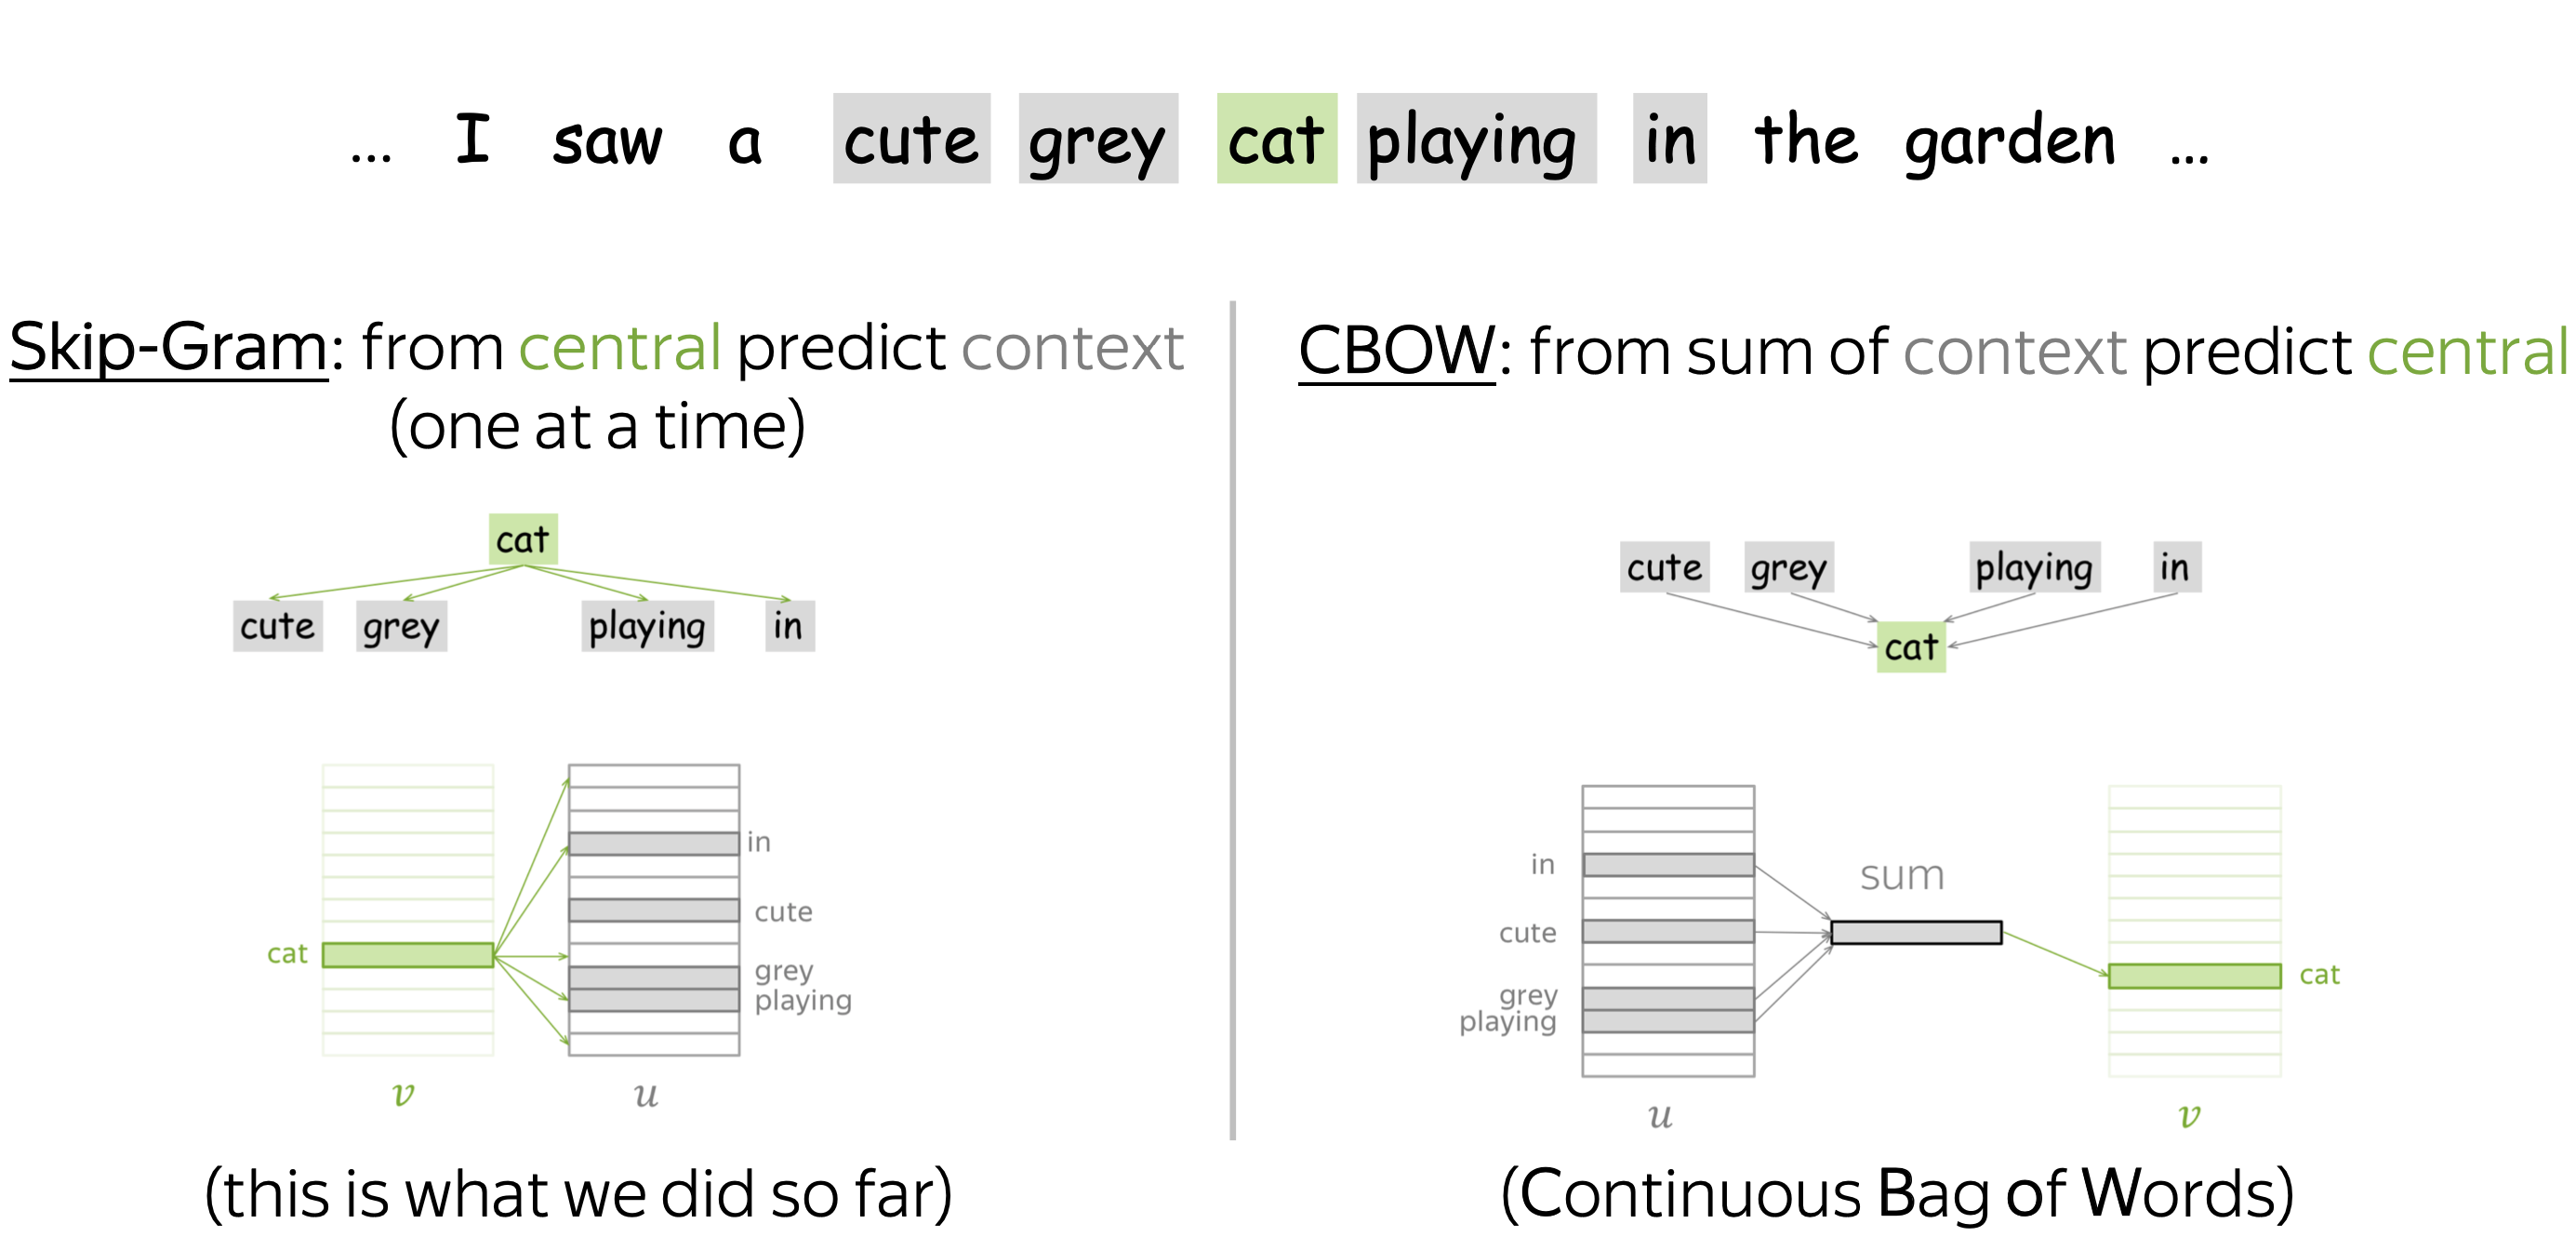 ... I saw a cute grey cat playing in the garden ...
Skip-Gram: from central predict context
(one at a time)
cat
cute grey playing in
in
cute
cat
grey
playing
v u
(this is what we did so far)
CBOW: from sum of context predict central
cute grey playing in
cat
in
sum
cute
cat
grey
playing
u v
(Continuous Bag of Words)